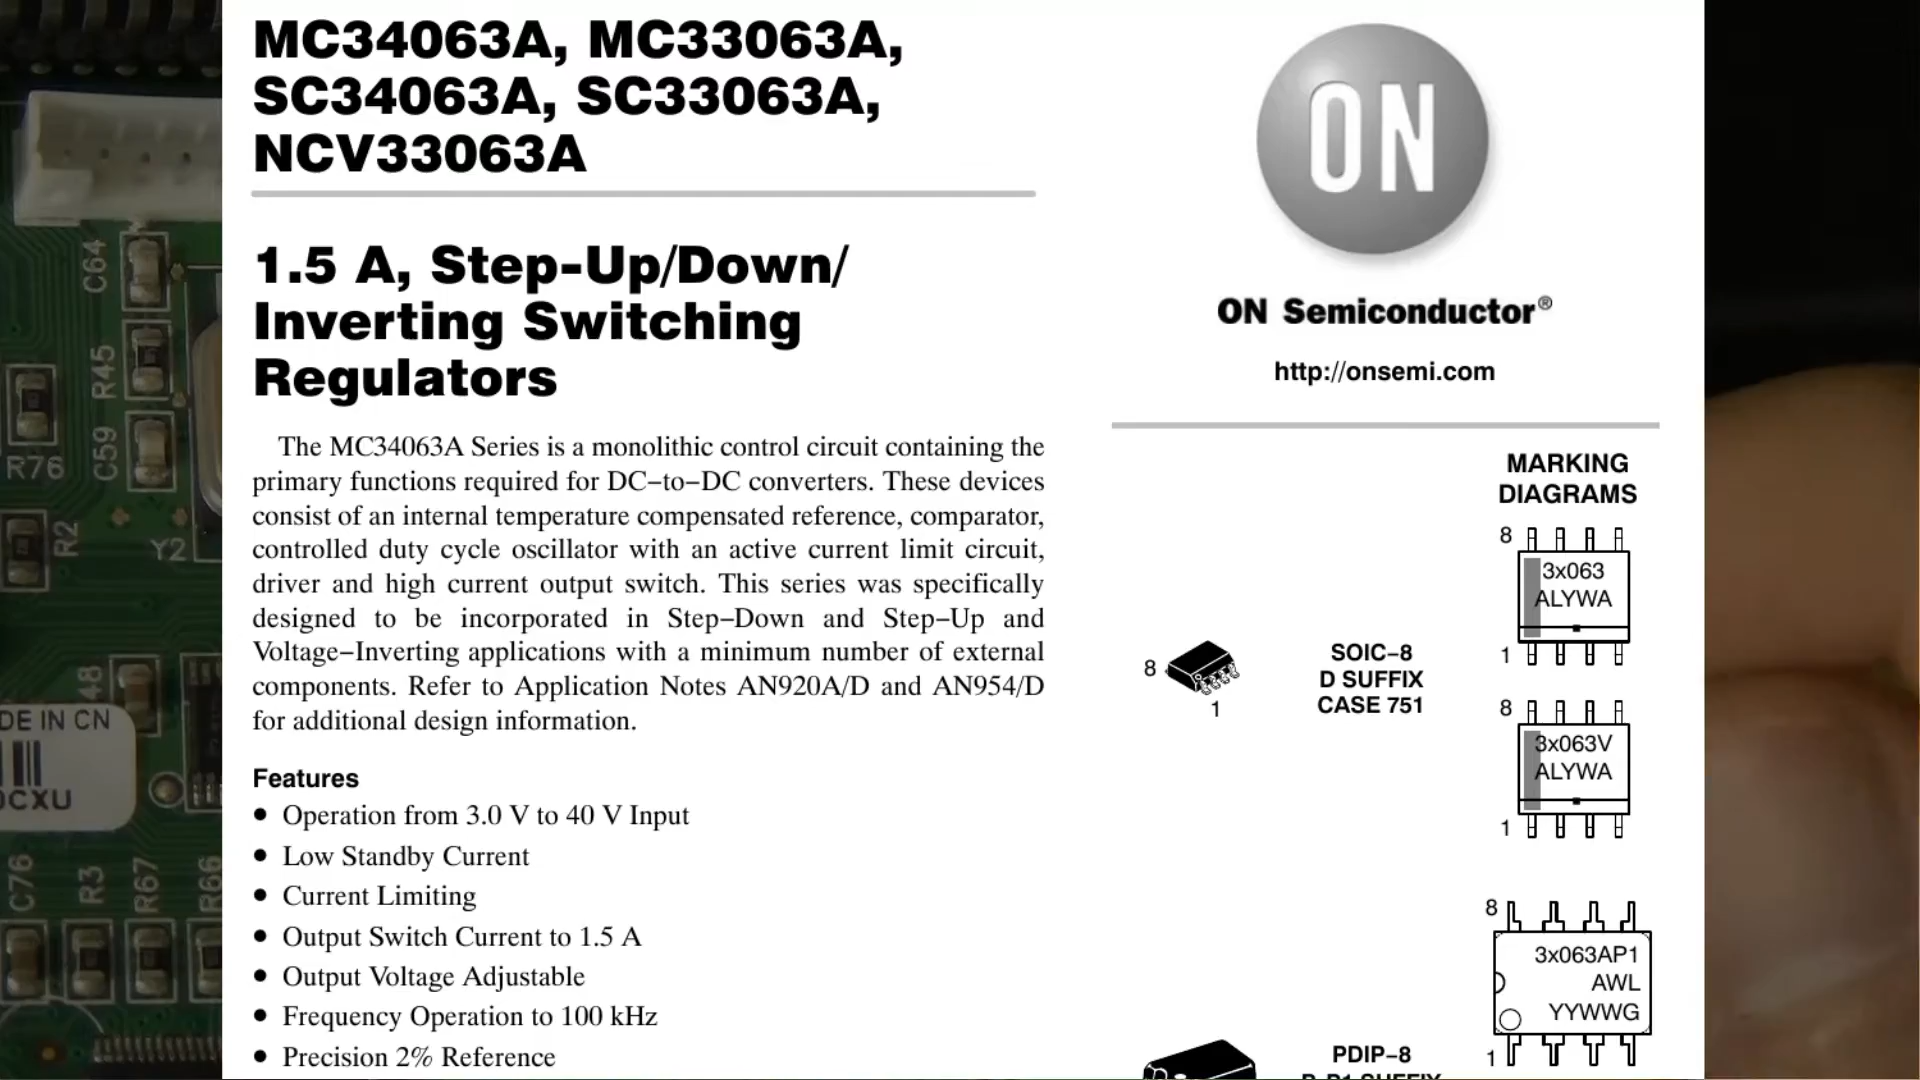 MC34063A, MC33063A,
SC34063A, SC33063A,
NCV33063A
1.5 A, Step-Up/Down/
Inverting Switching
Regulators
The MC34063A Series is a monolithic control circuit containing the
primary functions required for DC−to−DC converters. These devices
consist of an internal temperature compensated reference, comparator,
controlled duty cycle oscillator with an active current limit circuit,
driver and high current output switch. This series was specifically
designed to be incorporated in Step−Down and Step−Up and
Voltage−Inverting applications with a minimum number of external
components. Refer to Application Notes AN920A/D and AN954/D
for additional design information.
Features
• Operation from 3.0 V to 40 V Input
• Low Standby Current
• Current Limiting
• Output Switch Current to 1.5 A
• Output Voltage Adjustable
• Frequency Operation to 100 kHz
• Precision 2% Reference
ON
ON Semiconductor®
http://onsemi.com
MARKING
DIAGRAMS
8
3x063
ALYWA
1
8
1
SOIC−8
D SUFFIX
CASE 751
8
3x063V
ALYWA
1
8
3x063AP1
AWL
YYWWG
1
PDIP−8
C64
R45
C59
R76
R2
Y2
48
DE IN CN
CXU
C76
R3
R67
R66